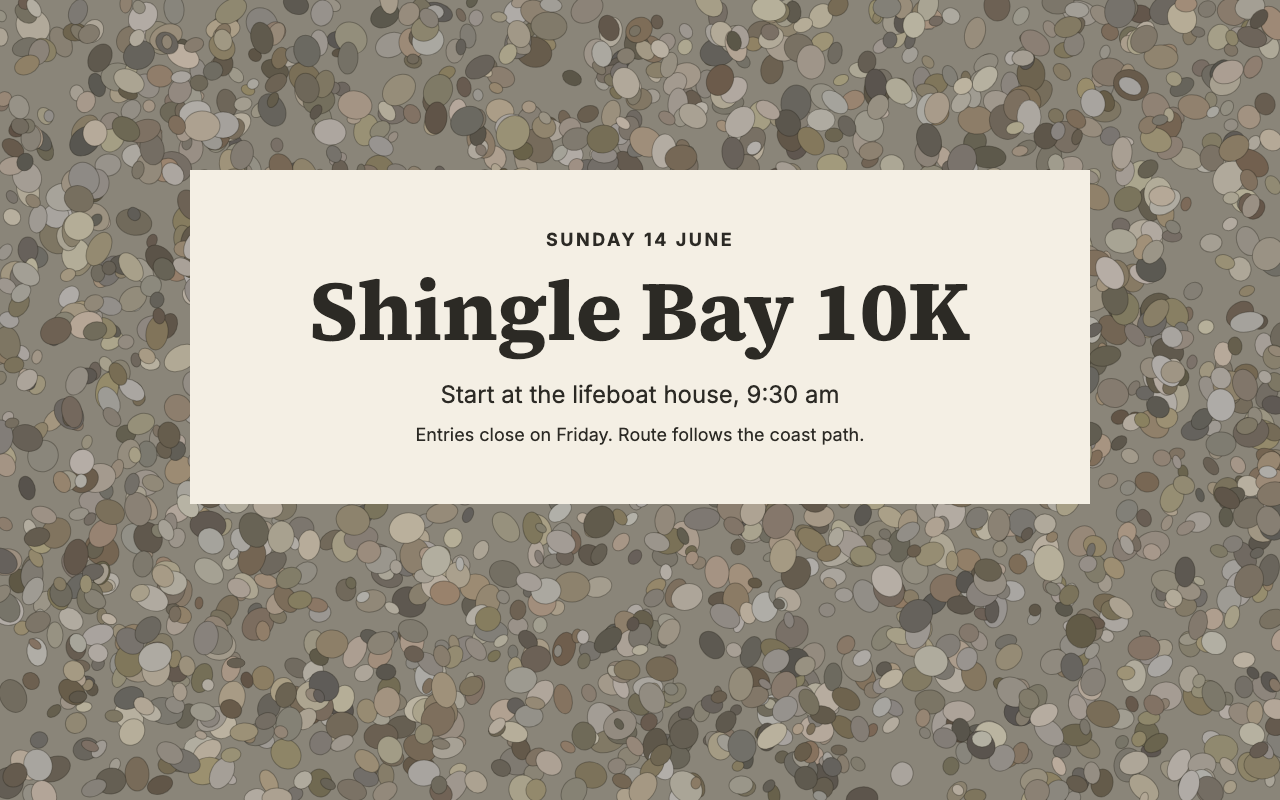 SUNDAY 14 JUNE
Shingle Bay 10K
Start at the lifeboat house, 9:30 am
Entries close on Friday. Route follows the coast path.